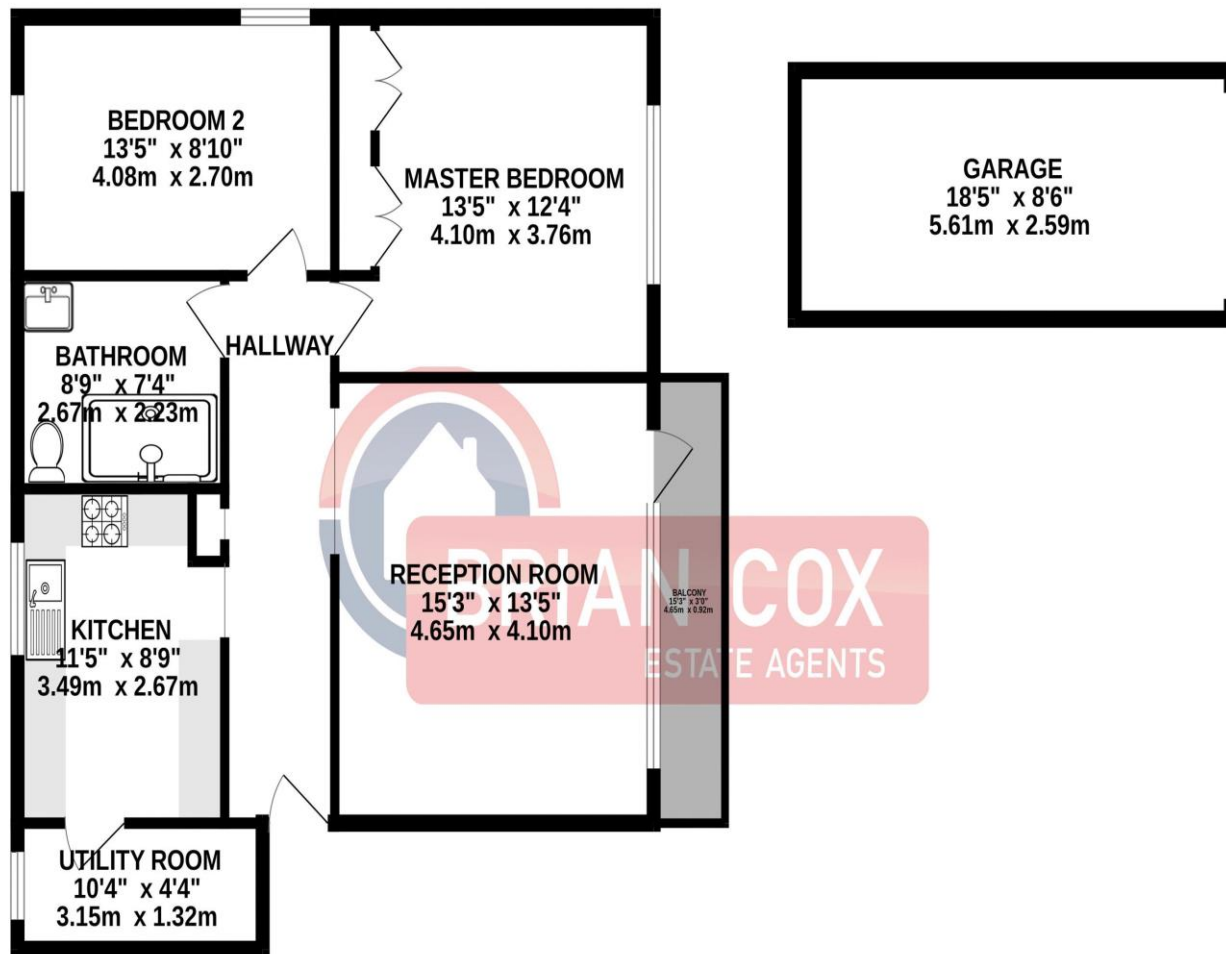 BEDROOM 2
13'5" x 8'10"
4.08m x 2.70m
MASTER BEDROOM
13'5" x 12'4"
4.10m x 3.76m
GARAGE
18'5" x 8'6"
5.61m x 2.59m
HALLWAY
BATHROOM
8'9" x 7'4"
2.67m x 2.23m
RECEPTION ROOM
15'3" x 13'5"
4.65m x 4.10m
BALCONY
15'3" x 3'0"
4.65m x 0.92m
BRIAN COX
ESTATE AGENTS
KITCHEN
11'5" x 8'9"
3.49m x 2.67m
UTILITY ROOM
10'4" x 4'4"
3.15m x 1.32m